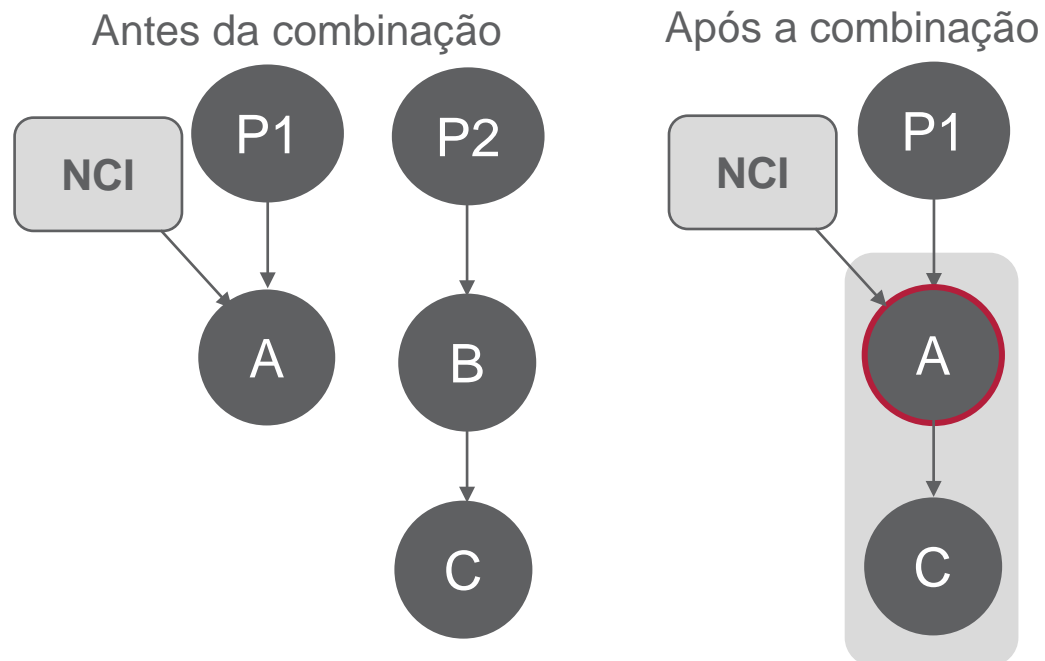 Antes da combinação
NCI
P1
P2
A
B
C
Após a combinação
NCI
P1
A
C